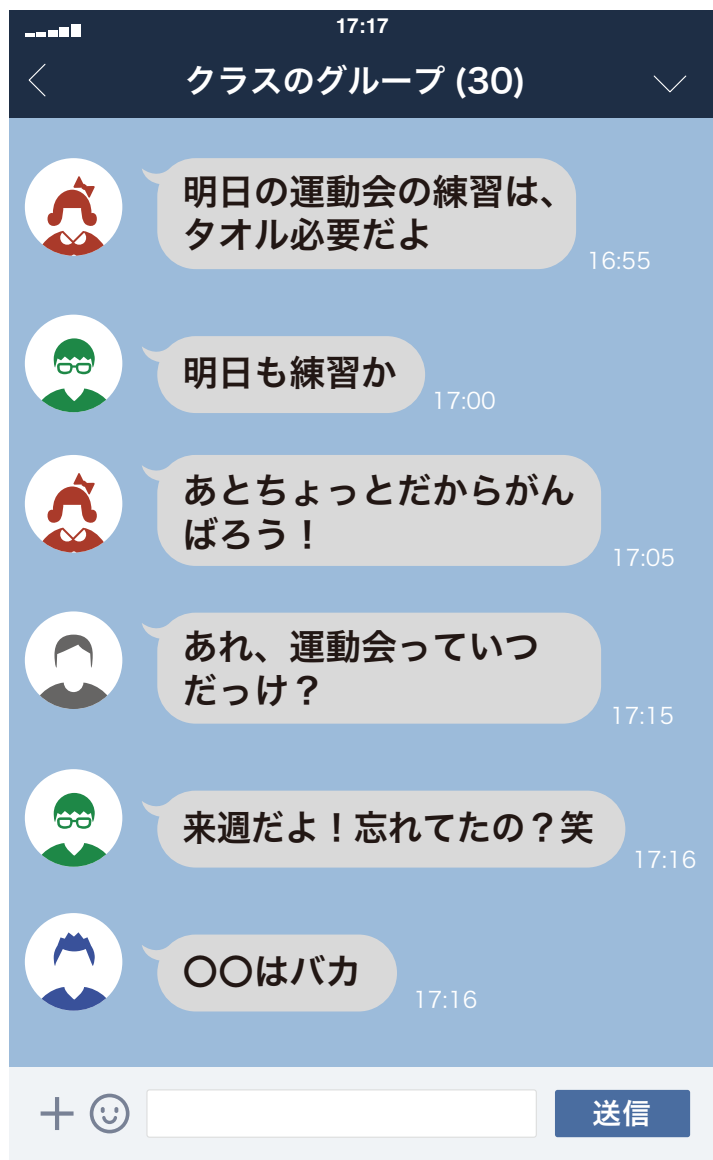 17:17
クラスのグループ (30)
明日の運動会の練習は、
タオル必要だよ
16:55
明日も練習か
17:00
あとちょっとだからがん
ばろう！
17:05
あれ、運動会っていつ
だっけ？
17:15
来週だよ！忘れてたの？笑
17:16
〇〇はバカ
17:16
送信